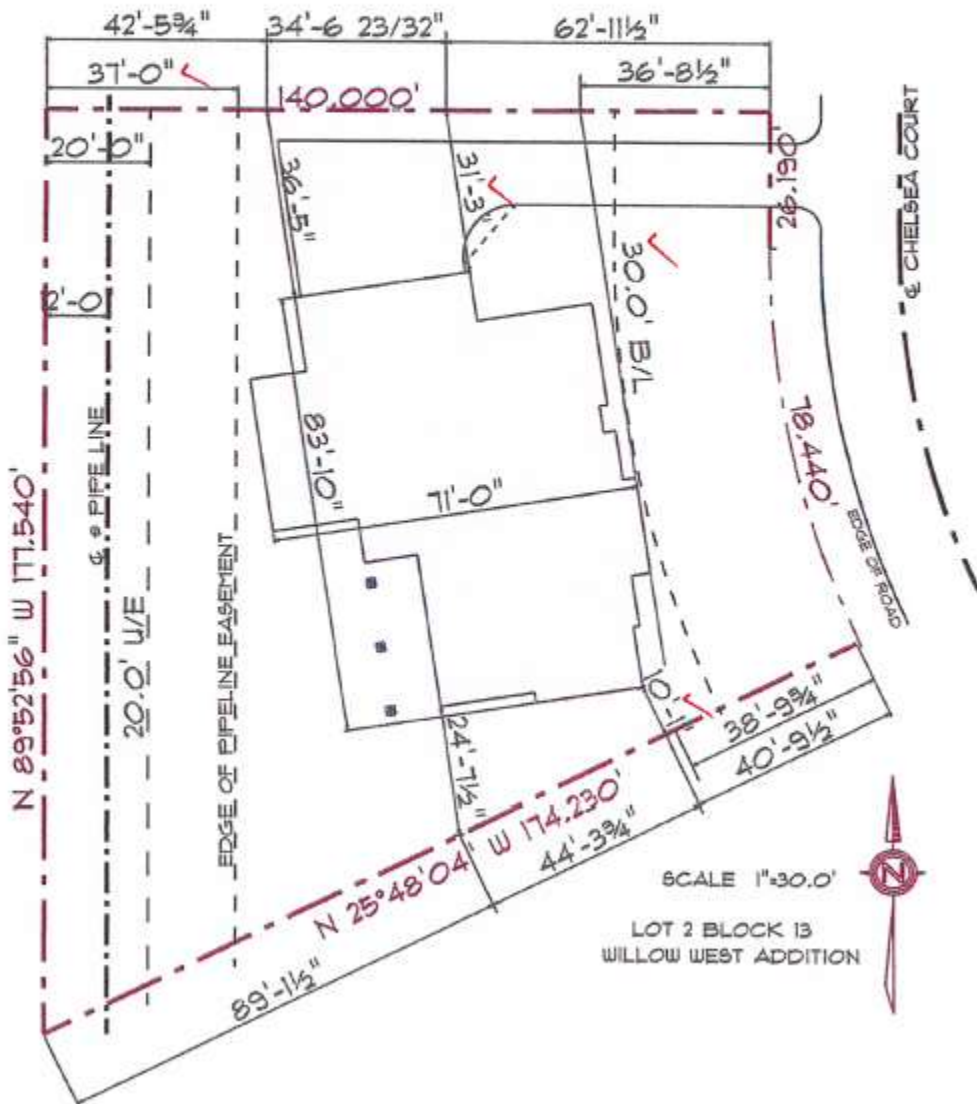 42'-5¾" 34'-6 23/32" 62'-11½"
37'-0" 36'-8½"
140.000'
20'-0"
26.190'
℄ CHELSEA COURT
36'-5"
31'-3"
30.0' B/L
2'-0
℄ PIPE LINE
83'-10"
71'-0"
78.440'
EDGE OF ROAD
N 89°52'56" W 177.540'
20.0' U/E
EDGE OF PIPELINE EASEMENT
24'-7½"
38'-9¾"
40'-9½"
N 25°48'04 W 174.230'
44'-3¾"
89'-1½"
SCALE 1"=30.0'
N
LOT 2 BLOCK 13
WILLOW WEST ADDITION